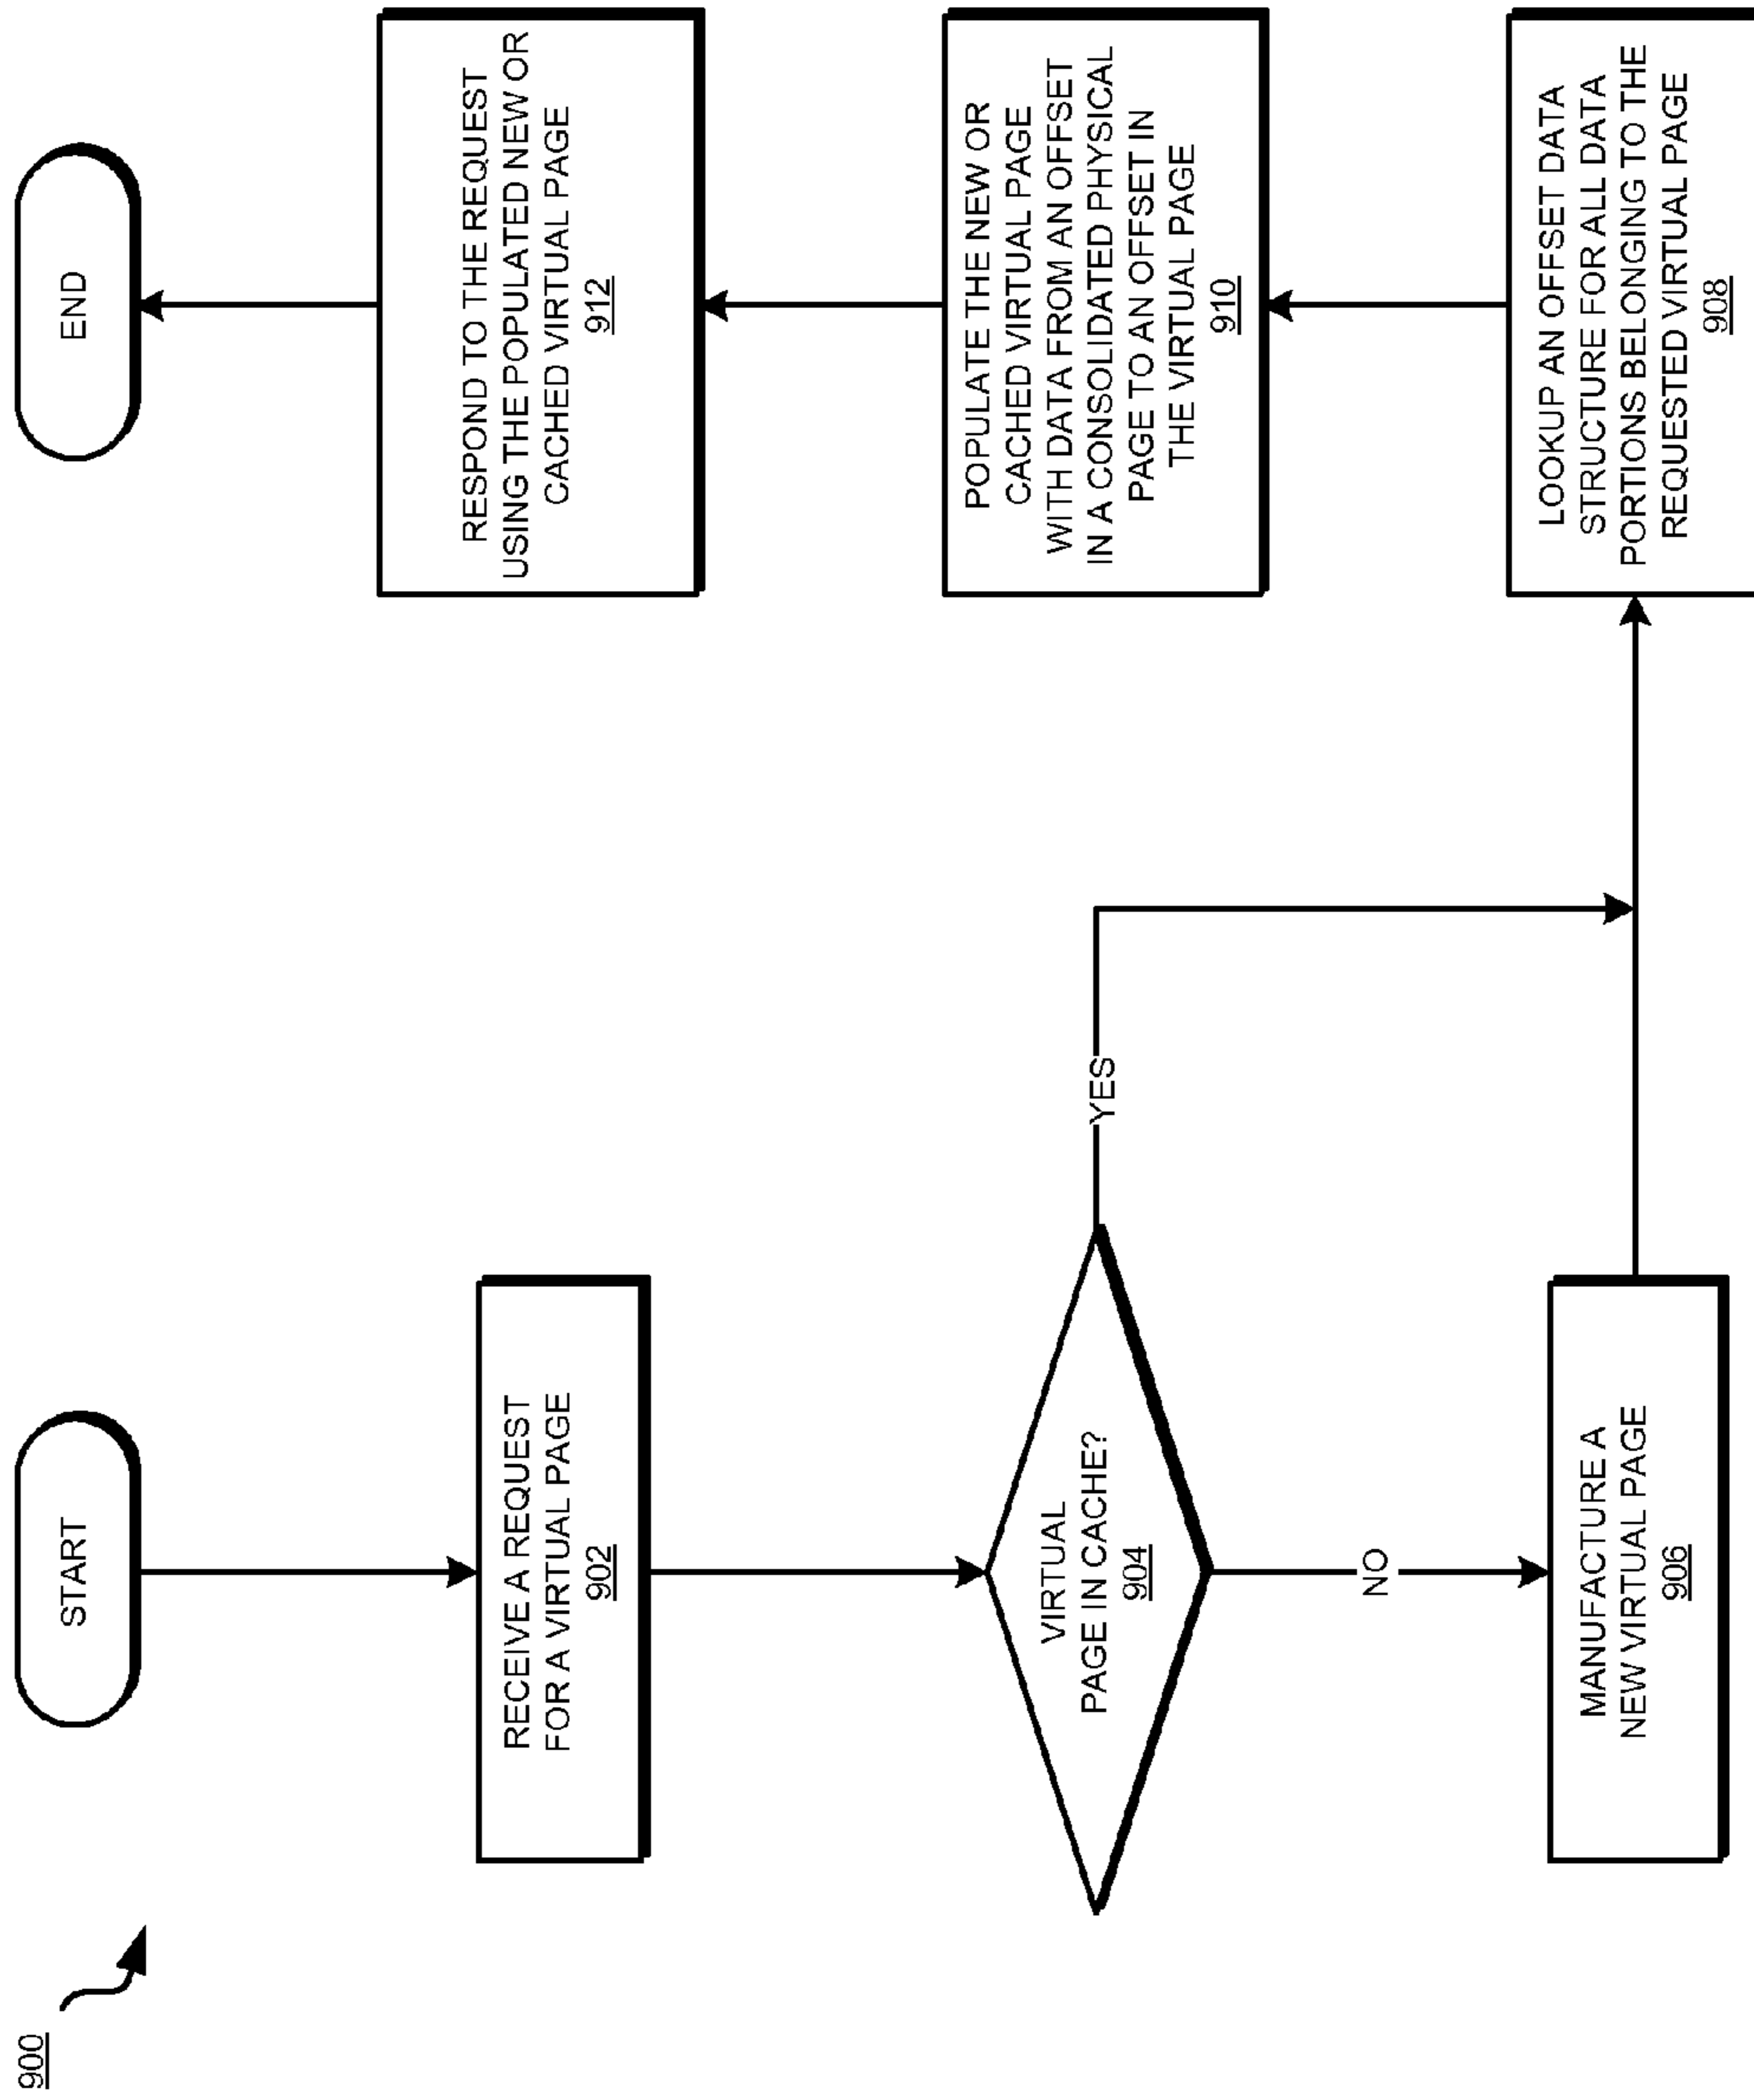 900
START
RECEIVE A REQUEST
FOR A VIRTUAL PAGE
902
VIRTUAL
PAGE IN CACHE?
904
YES
NO
MANUFACTURE A
NEW VIRTUAL PAGE
906
LOOKUP AN OFFSET DATA
STRUCTURE FOR ALL DATA
PORTIONS BELONGING TO THE
REQUESTED VIRTUAL PAGE
908
POPULATE THE NEW OR
CACHED VIRTUAL PAGE
WITH DATA FROM AN OFFSET
IN A CONSOLIDATED PHYSICAL
PAGE TO AN OFFSET IN
THE VIRTUAL PAGE
910
RESPOND TO THE REQUEST
USING THE POPULATED NEW OR
CACHED VIRTUAL PAGE
912
END